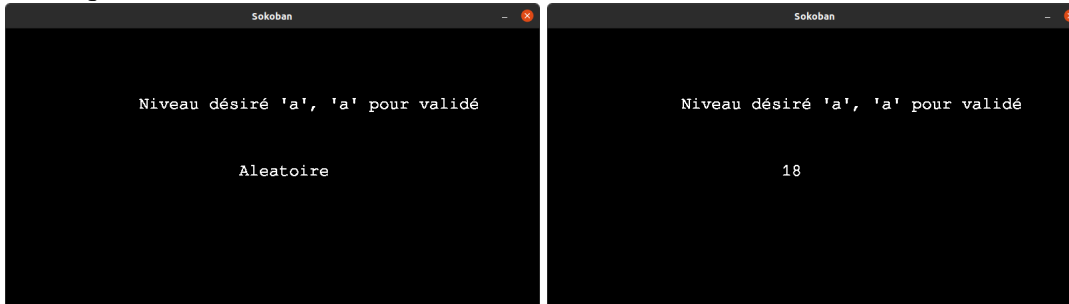 Sokoban
Niveau désiré 'a', 'a' pour validé
Aleatoire
Sokoban
Niveau désiré 'a', 'a' pour validé
18